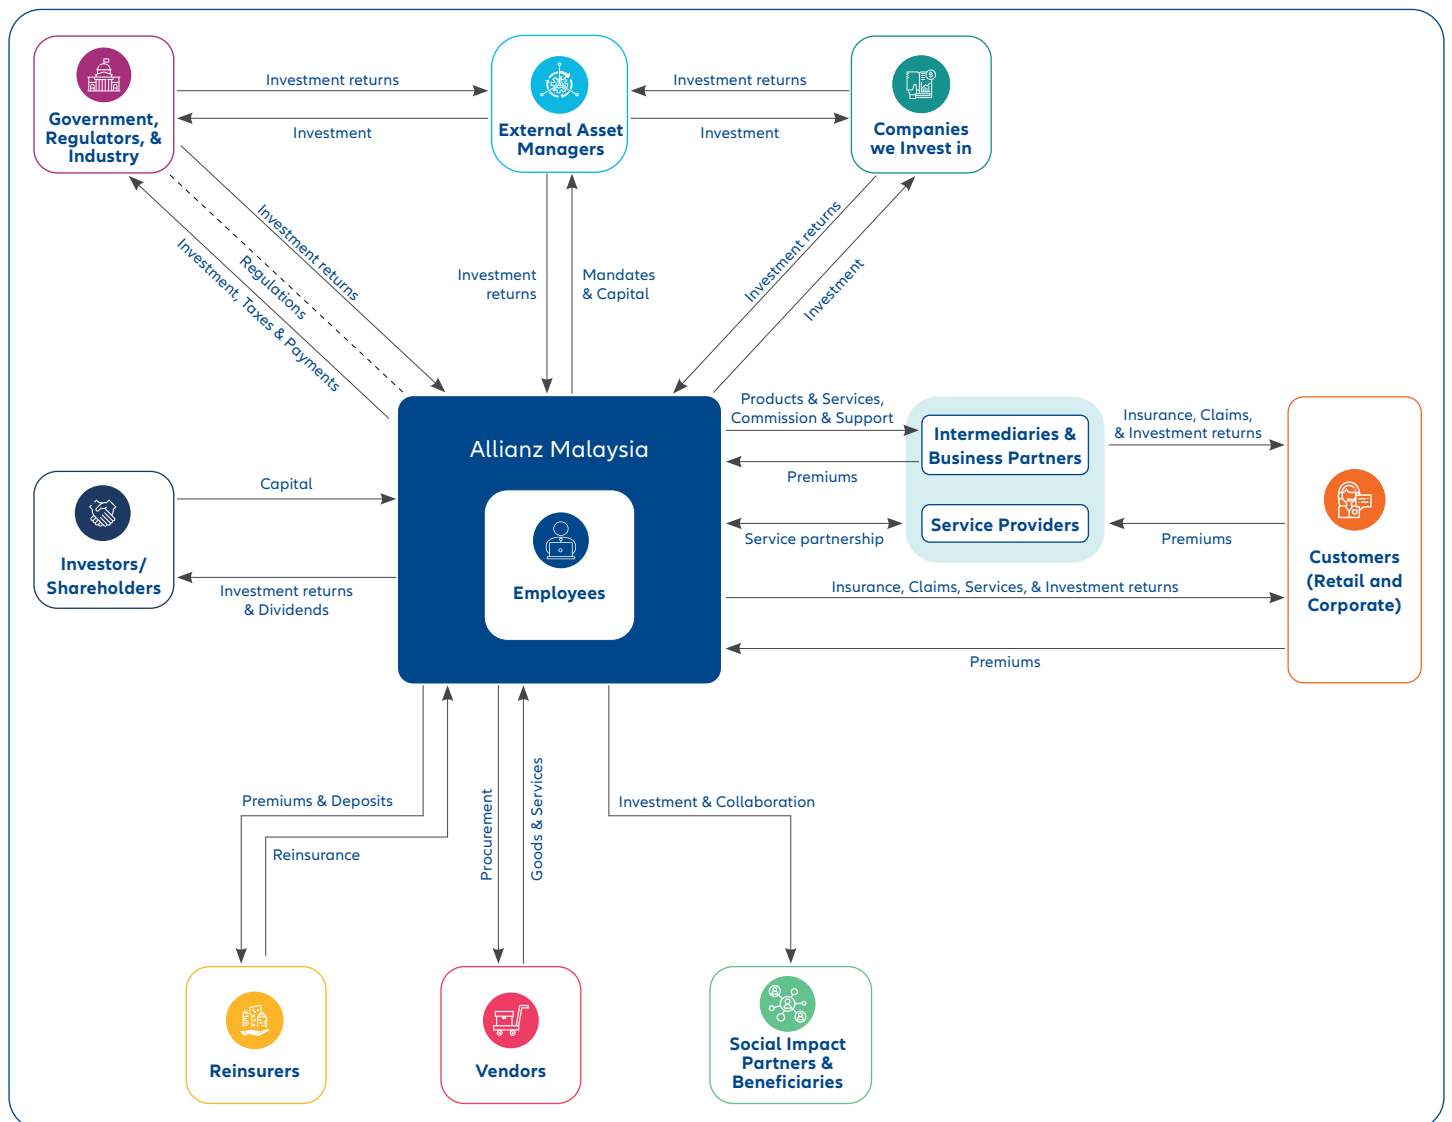 Government,
Regulators, &
Industry
Investment returns
Investment
External Asset
Managers
Investment returns
Investment
Companies
we Invest in
Investment returns
Regulations
Investment, Taxes & Payments
Investment
returns
Mandates
& Capital
Investment returns
Investment
Allianz Malaysia
Employees
Products & Services,
Commission & Support
Premiums
Service partnership
Intermediaries &
Business Partners
Service Providers
Insurance, Claims,
& Investment returns
Premiums
Insurance, Claims, Services, & Investment returns
Premiums
Customers
(Retail and
Corporate)
Capital
Investors/
Shareholders
Investment returns
& Dividends
Premiums & Deposits
Reinsurance
Procurement
Goods & Services
Investment & Collaboration
Reinsurers
Vendors
Social Impact
Partners &
Beneficiaries